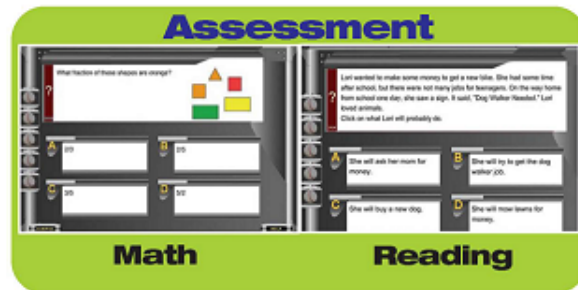 Assessment
What fraction of these shapes are orange?
?
A
2/3
B
2/5
C
3/5
D
5/2
Lori wanted to make some money to get a new bike. She had some time
after school, but there were not many jobs for teenagers. On the way home
from school one day, she saw a sign. It said, "Dog Walker Needed." Lori
loved animals.
Click on what Lori will probably do.
?
A
She will ask her mom for
money.
B
She will try to get the dog
walker job.
C
She will buy a new dog.
D
She will mow lawns for
money.
Math
Reading